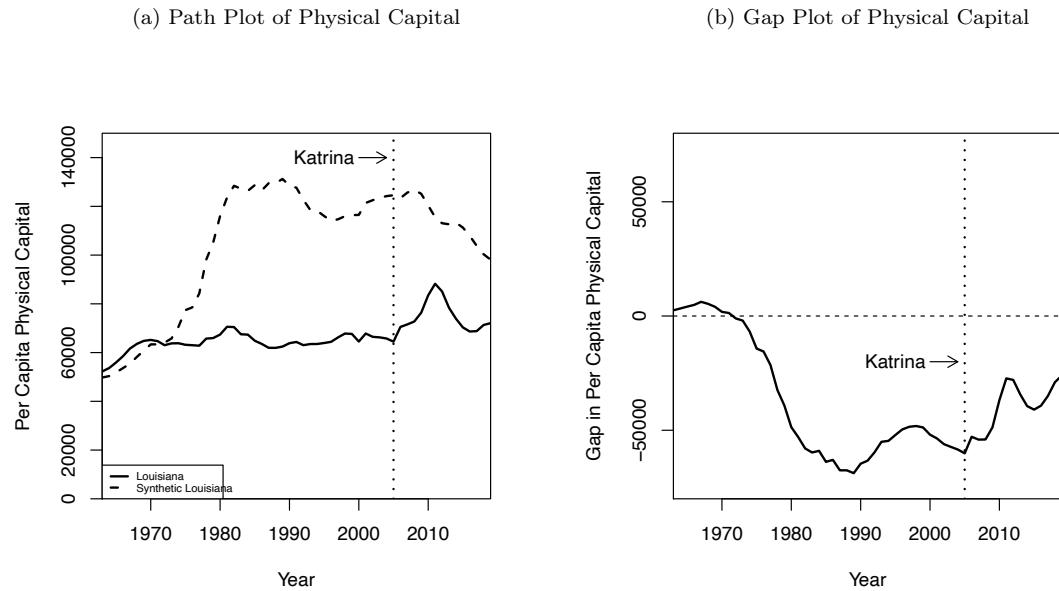 (a) Path Plot of Physical Capital
(b) Gap Plot of Physical Capital
Per Capita Physical Capital
140000
100000
60000
40000
20000
0
Katrina
Louisiana
Synthetic Louisiana
1970 1980 1990 2000 2010
Year
Gap in Per Capita Physical Capital
50000
0
−50000
Katrina
1970 1980 1990 2000 2010
Year